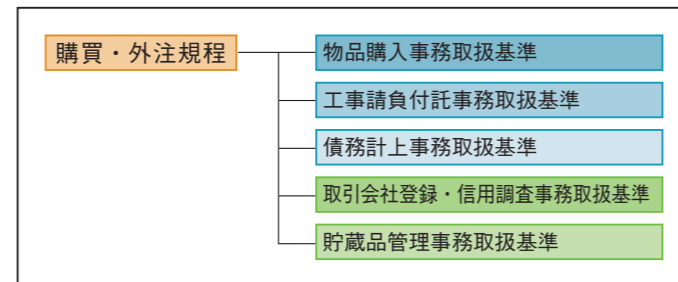 購買・外注規程
物品購入事務取扱基準
工事請負付託事務取扱基準
債務計上事務取扱基準
取引会社登録・信用調査事務取扱基準
貯蔵品管理事務取扱基準